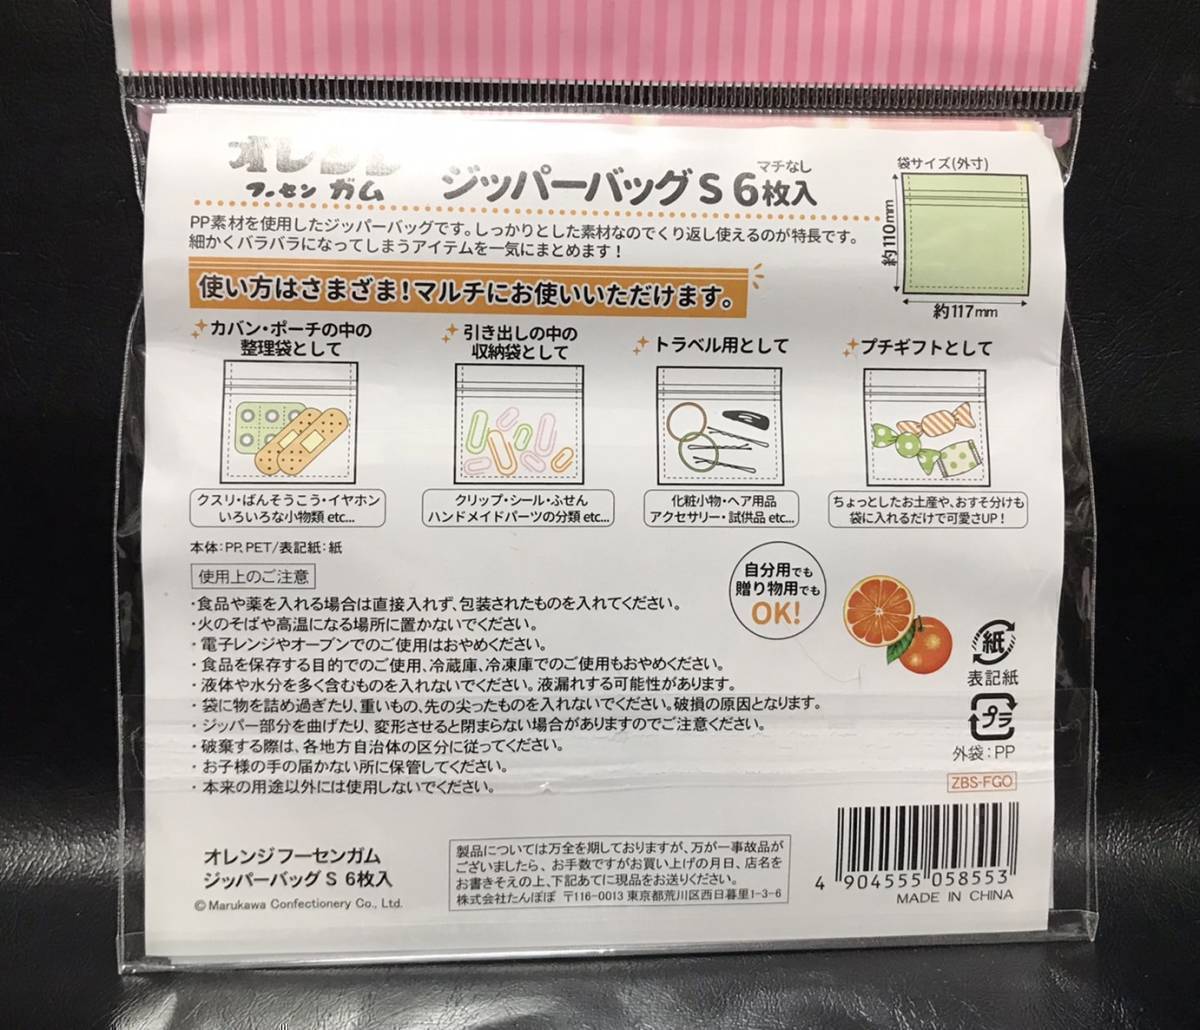 オレンジ
フーセン ガム
ジッパーバッグS 6枚入
マチなし
袋サイズ(外寸)
約110mm
約117mm
PP素材を使用したジッパーバッグです。しっかりとした素材なのでくり返し使えるのが特長です。
細かくバラバラになってしまうアイテムを一気にまとめます！
使い方はさまざま！マルチにお使いいただけます。
カバン・ポーチの中の
整理袋として
クスリ・ばんそうこう・イヤホン
いろいろな小物類 etc...
引き出しの中の
収納袋として
クリップ・シール・ふせん
ハンドメイドパーツの分類 etc...
トラベル用として
化粧小物・ヘア用品
アクセサリー・試供品 etc...
プチギフトとして
ちょっとしたお土産や、おすそ分けも
袋に入れるだけで可愛さUP！
本体：PP, PET/表記紙：紙
使用上のご注意
・食品や薬を入れる場合は直接入れず、包装されたものを入れてください。
・火のそばや高温になる場所に置かないでください。
・電子レンジやオーブンでのご使用はおやめください。
・食品を保存する目的でのご使用、冷蔵庫、冷凍庫でのご使用もおやめください。
・液体や水分を多く含むものを入れないでください。液漏れする可能性があります。
・袋に物を詰め過ぎたり、重いもの、先の尖ったものを入れないでください。破損の原因となります。
・ジッパー部分を曲げたり、変形させると閉まらない場合がありますのでご注意ください。
・破棄する際は、各地方自治体の区分に従ってください。
・お子様の手の届かない所に保管してください。
・本来の用途以外には使用しないでください。
自分用でも
贈り物用でも
OK!
紙
表記紙
プラ
外袋：PP
ZBS-FGO
オレンジフーセンガム
ジッパーバッグS 6枚入
© Marukawa Confectionery Co., Ltd.
製品については万全を期しておりますが、万が一事故品が
ございましたら、お手数ですがお買い上げの月日、店名を
お書きそえの上、下記あてに現品をお送りください。
株式会社たんぽぽ 〒116-0013 東京都荒川区西日暮里1-3-6
4 904555 058553
MADE IN CHINA